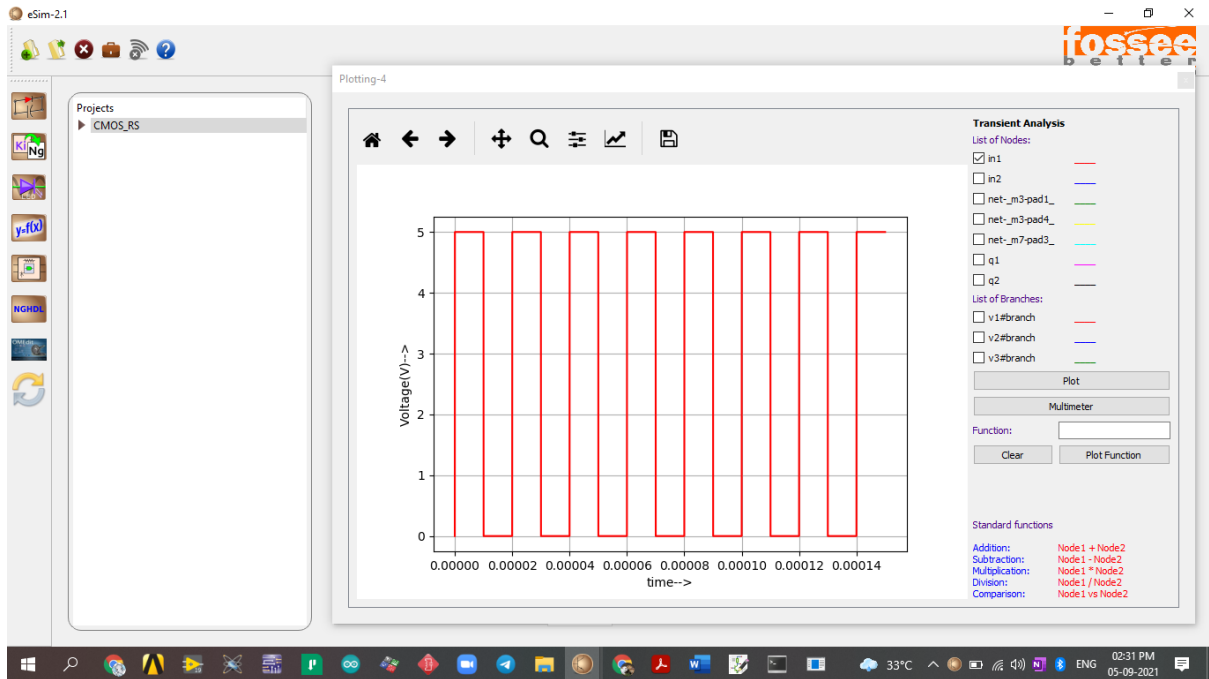 eSim-2.1
fossee
better
Plotting-4
Projects
CMOS_RS
Ki
Ng
y=f(x)
NGHDL
Transient Analysis
List of Nodes:
in1
in2
net-_m3-pad1_
net-_m3-pad4_
net-_m7-pad3_
q1
q2
List of Branches:
v1#branch
v2#branch
v3#branch
Plot
Multimeter
Function:
Clear Plot Function
Standard functions
Addition: Node1 + Node2
Subtraction: Node1 - Node2
Multiplication: Node1 * Node2
Division: Node1 / Node2
Comparison: Node1 vs Node2
5
4
3
2
1
0
Voltage(V)-->
0.00000 0.00002 0.00004 0.00006 0.00008 0.00010 0.00012 0.00014
time-->
33°C ENG 02:31 PM
05-09-2021